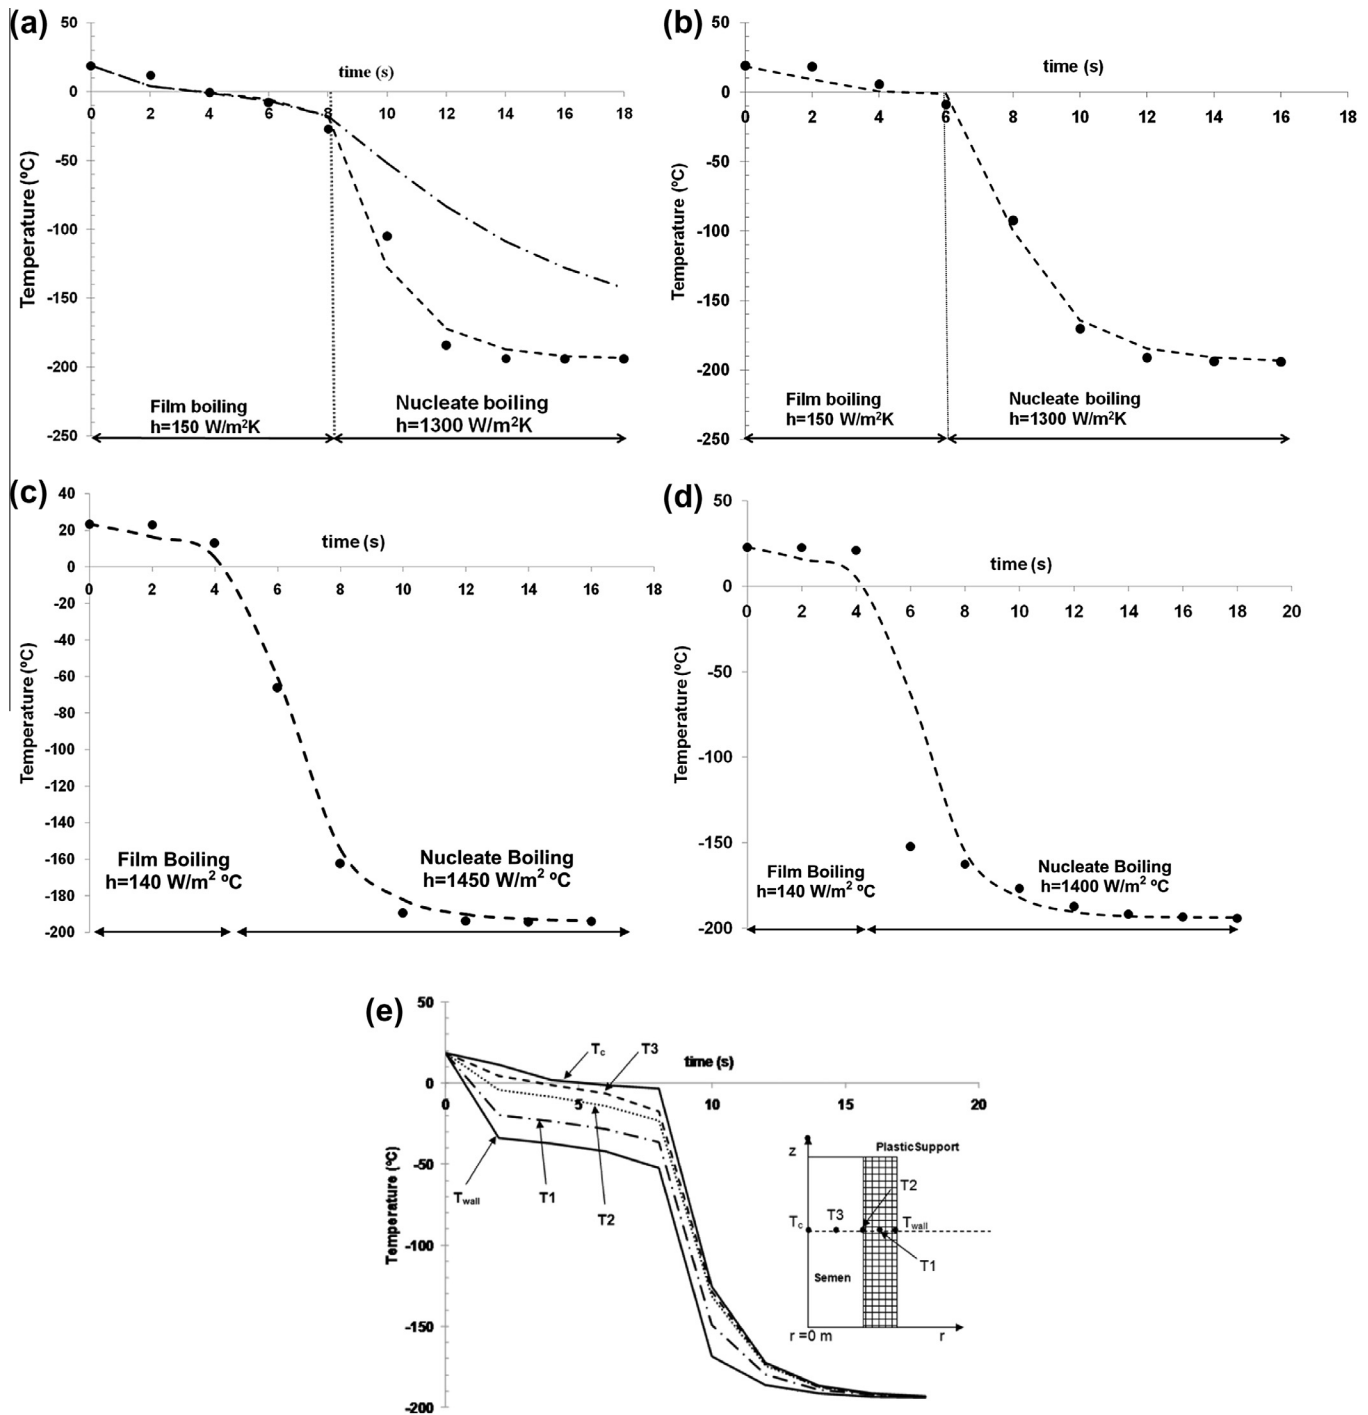 (a)
50
time (s)
0
0 2 4 6 8 10 12 14 16 18
-50
-100
-150
-200
-250
Temperature (ºC)
Film boiling
h=150 W/m²K
Nucleate boiling
h=1300 W/m²K
(b)
50
time (s)
0
0 2 4 6 8 10 12 14 16 18
-50
-100
-150
-200
-250
Temperature (ºC)
Film boiling
h=150 W/m²K
Nucleate boiling
h=1300 W/m²K
(c)
40
20
time (s)
0
0 2 4 6 8 10 12 14 16 18
-20
-40
-60
-80
-100
-120
-140
-160
-180
-200
Temperature (ºC)
Film Boiling
h=140 W/m² ºC
Nucleate Boiling
h=1450 W/m² ºC
(d)
50
time (s)
0
0 2 4 6 8 10 12 14 16 18 20
-50
-100
-150
-200
Temperature (ºC)
Film Boiling
h=140 W/m² ºC
Nucleate Boiling
h=1400 W/m² ºC
(e)
50
Tc
T3
time (s)
0
0 5 10 15 20
-50
-100
-150
-200
Temperature (ºC)
Twall
T1
T2
z
Plastic Support
T2
Tc
T3
Twall
T1
Semen
r =0 m
r